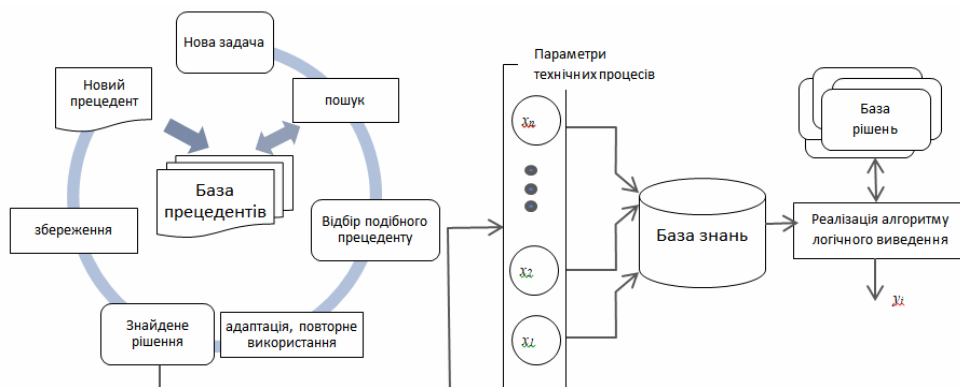 Нова задача
Новий
прецедент
пошук
База
прецедентів
збереження
Відбір подібного
прецеденту
Знайдене
рішення
адаптація, повторне
використання
Параметри
технічних процесів
xn
x2
x1
База знань
База
рішень
Реалізація алгоритму
логічного виведення
yi